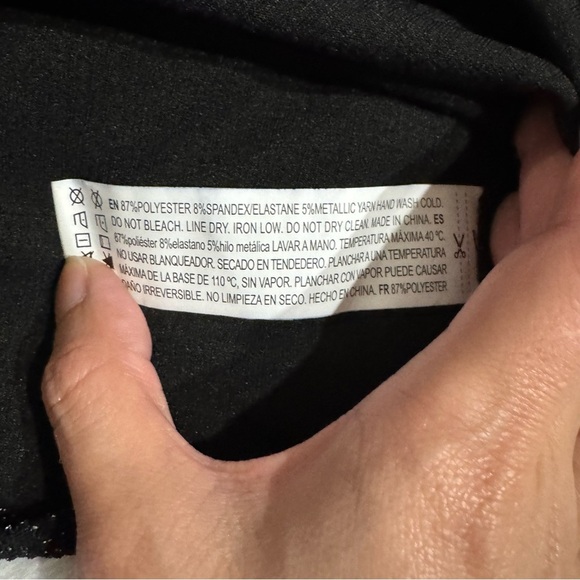 EN 87%POLYESTER 8%SPANDEX/ELASTANE 5%METALLIC YARN HAND WASH COLD.
DO NOT BLEACH. LINE DRY. IRON LOW. DO NOT DRY CLEAN. MADE IN CHINA. ES
87%poliéster 8%elastano 5%hilo metálica LAVAR A MANO. TEMPERATURA MÁXIMA 40 ºC.
NO USAR BLANQUEADOR. SECADO EN TENDEDERO. PLANCHAR A UNA TEMPERATURA
MÁXIMA DE LA BASE DE 110 ºC, SIN VAPOR. PLANCHAR CON VAPOR PUEDE CAUSAR
DAÑO IRREVERSIBLE. NO LIMPIEZA EN SECO. HECHO EN CHINA. FR 87%POLYESTER